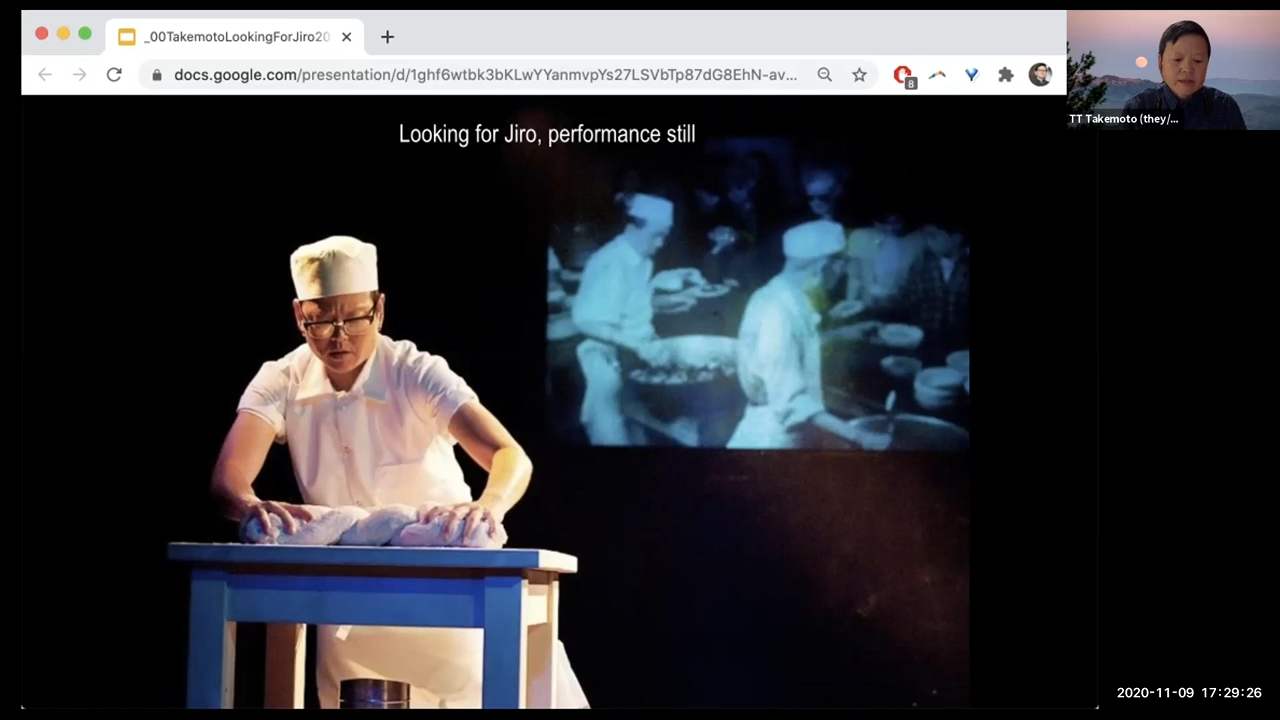 _00TakemotoLookingForJiro20
docs.google.com/presentation/d/1ghf6wtbk3bKLwYYanmvpYs27LSVbTp87dG8EhN-av...
8
TT Takemoto (they/...
Looking for Jiro, performance still
2020-11-09 17:29:26